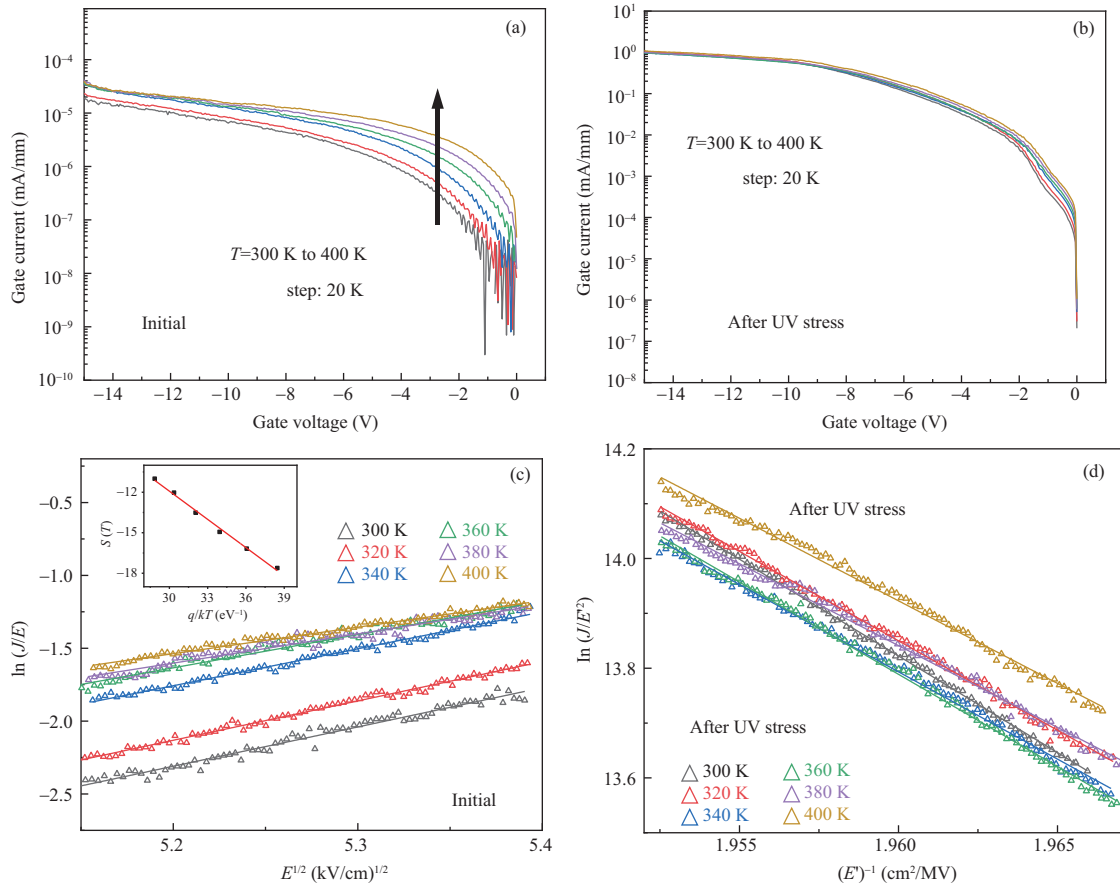 (a)
10⁻⁴
10⁻⁵
10⁻⁶
10⁻⁷
10⁻⁸
10⁻⁹
10⁻¹⁰
Gate current (mA/mm)
T=300 K to 400 K
step: 20 K
Initial
−14 −12 −10 −8 −6 −4 −2 0
Gate voltage (V)
(b)
10¹
10⁰
10⁻¹
10⁻²
10⁻³
10⁻⁴
10⁻⁵
10⁻⁶
10⁻⁷
10⁻⁸
Gate current (mA/mm)
T=300 K to 400 K
step: 20 K
After UV stress
−14 −12 −10 −8 −6 −4 −2 0
Gate voltage (V)
(c)
−0.5
−1.0
−1.5
−2.0
−2.5
ln (J/E)
−12
−15
−18
S (T)
30 33 36 39
q/kT (eV⁻¹)
300 K 360 K
320 K 380 K
340 K 400 K
Initial
5.2 5.3 5.4
E¹ᐟ² (kV/cm)¹ᐟ²
(d)
14.2
14.0
13.8
13.6
ln (J/E'²)
After UV stress
After UV stress
300 K 360 K
320 K 380 K
340 K 400 K
1.955 1.960 1.965
(E')⁻¹ (cm²/MV)